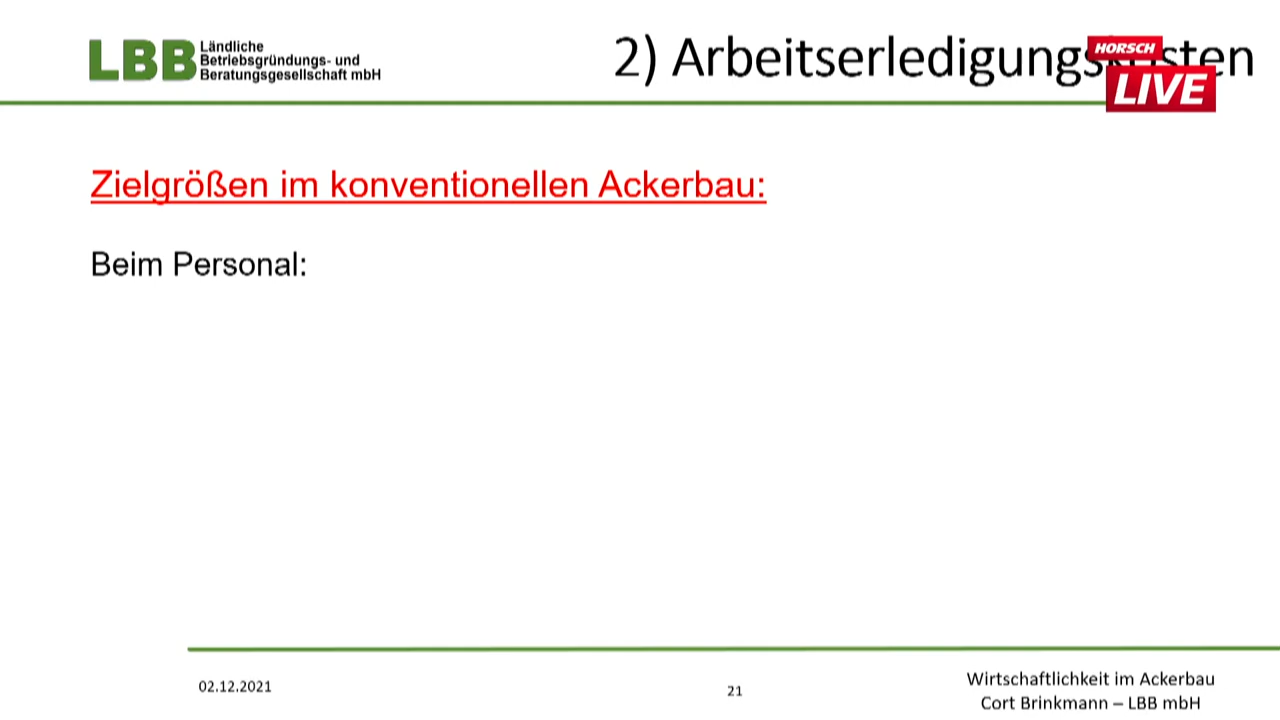 LBB
Ländliche
Betriebsgründungs- und
Beratungsgesellschaft mbH
2) Arbeitserledigungskosten
HORSCH
LIVE
Zielgrößen im konventionellen Ackerbau:
Beim Personal:
02.12.2021
21
Wirtschaftlichkeit im Ackerbau
Cort Brinkmann – LBB mbH